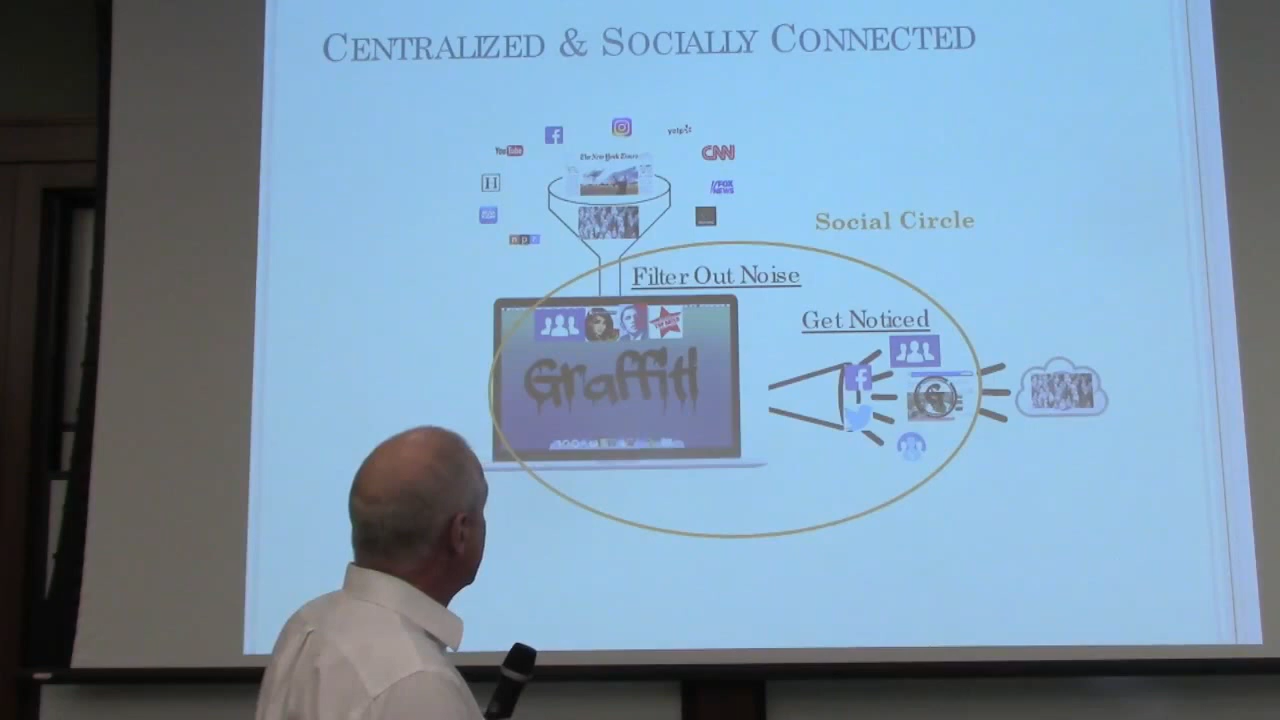 CENTRALIZED & SOCIALLY CONNECTED
yelp
YouTube
The New York Times
CNN
H
FOX
NEWS
npr
Social Circle
Filter Out Noise
Get Noticed
Graffiti